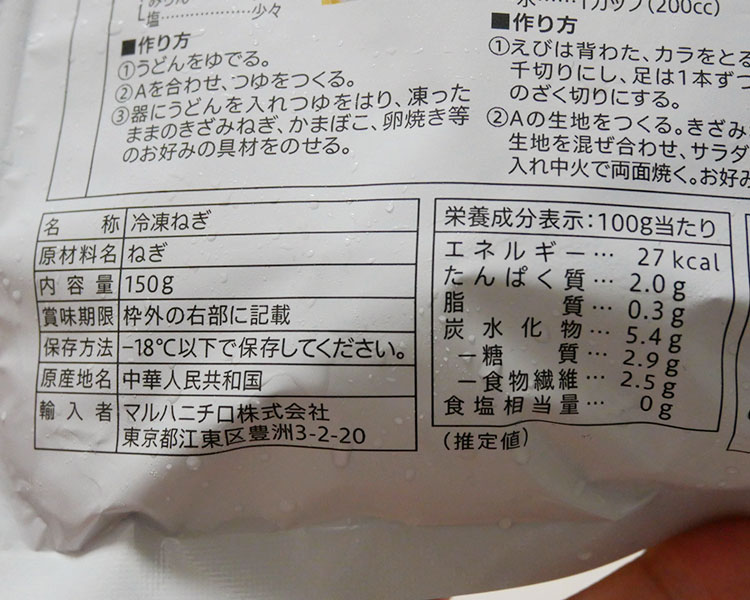 塩………………少々
■作り方
①うどんをゆでる。
②Aを合わせ、つゆをつくる。
③器にうどんを入れつゆをはり、凍った
ままのきざみねぎ、かまぼこ、卵焼き等
のお好みの具材をのせる。
水……1カップ(200cc)
■作り方
①えびは背わた、カラをとる
千切りにし、足は1本ずつ
のざく切りにする。
②Aの生地をつくる。きざみ
生地を混ぜ合わせ、サラダ
入れ中火で両面焼く。お好み
名称 冷凍ねぎ
原材料名 ねぎ
内容量 150g
賞味期限 枠外の右部に記載
保存方法 −18℃以下で保存してください。
原産地名 中華人民共和国
輸入者 マルハニチロ株式会社
東京都江東区豊洲3-2-20
栄養成分表示:100g当たり
エネルギー… 27kcal
たんぱく質… 2.0g
脂質… 0.3g
炭水化物… 5.4g
−糖質… 2.9g
−食物繊維… 2.5g
食塩相当量… 0g
(推定値)